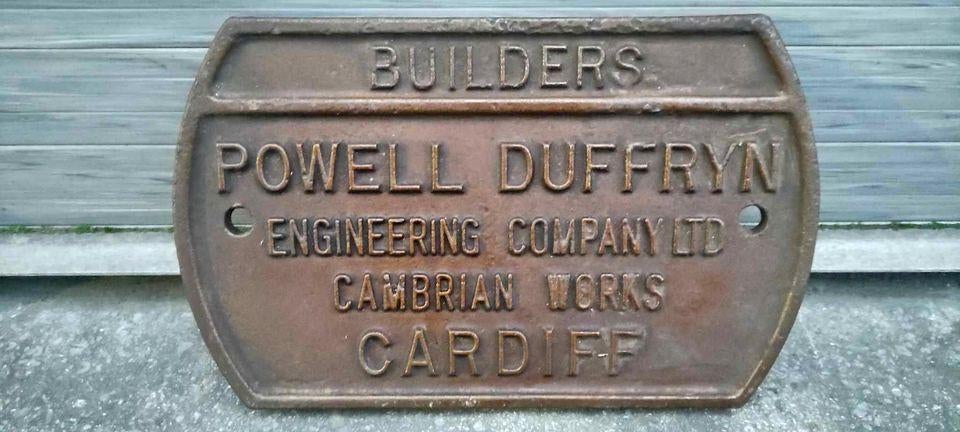 BUILDERS
POWELL DUFFRYN
ENGINEERING COMPANY LTD
CAMBRIAN WORKS
CARDIFF